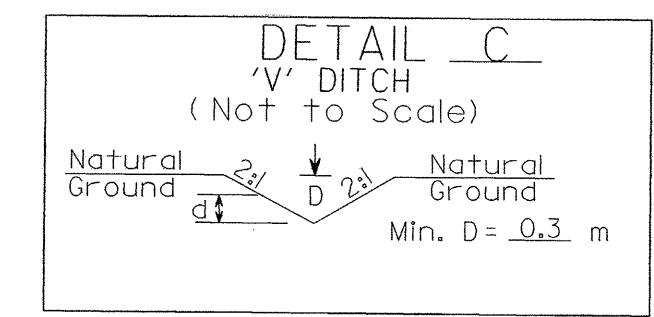 DETAIL C
'V' DITCH
(Not to Scale)
Natural
Ground
2:1
D
2:1
Natural
Ground
d
Min. D = 0.3 m